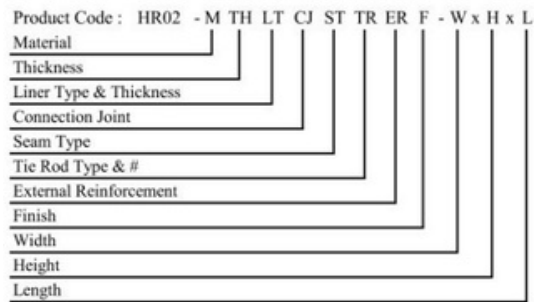 Product Code : HR02 - M TH LT CJ ST TR ER F - W x H x L
Material
Thickness
Liner Type & Thickness
Connection Joint
Seam Type
Tie Rod Type & #
External Reinforcement
Finish
Width
Height
Length